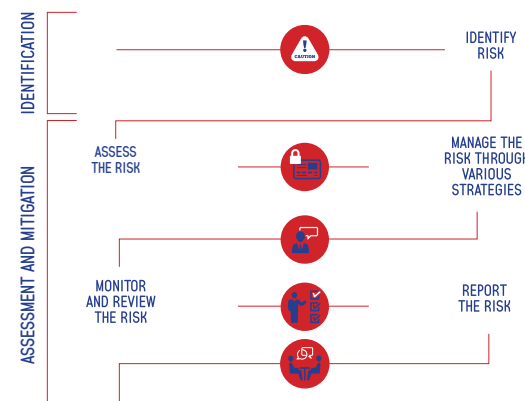 IDENTIFICATION
CAUTION
IDENTIFY
RISK
ASSESSMENT AND MITIGATION
ASSESS
THE RISK
MANAGE THE
RISK THROUGH
VARIOUS
STRATEGIES
MONITOR
AND REVIEW
THE RISK
REPORT
THE RISK